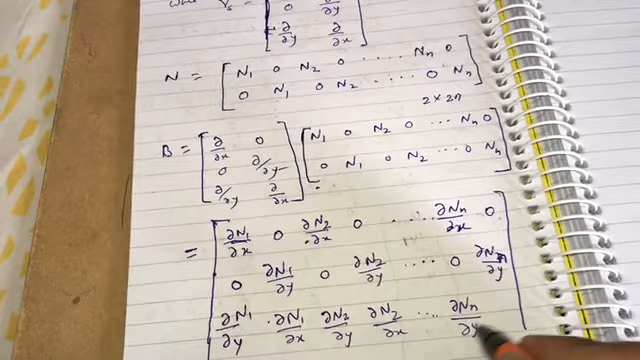 ∇s = [ 0 ∂/∂y
∂/∂y ∂/∂x ]
N = [ N1 0 N2 0 ..... Nn 0
0 N1 0 N2 ..... 0 Nn ]
2 × 2n
B = [ ∂/∂x 0 ] [ N1 0 N2 0 ... Nn 0
0 ∂/∂y
∂/∂y ∂/∂x ] 0 N1 0 N2 ... 0 Nn ]
= [ ∂N1/∂x 0 ∂N2/∂x 0 ..... ∂Nn/∂x 0
0 ∂N1/∂y 0 ∂N2/∂y ..... 0 ∂Nn/∂y
∂N1/∂y ∂N1/∂x ∂N2/∂y ∂N2/∂x .... ∂Nn/∂y